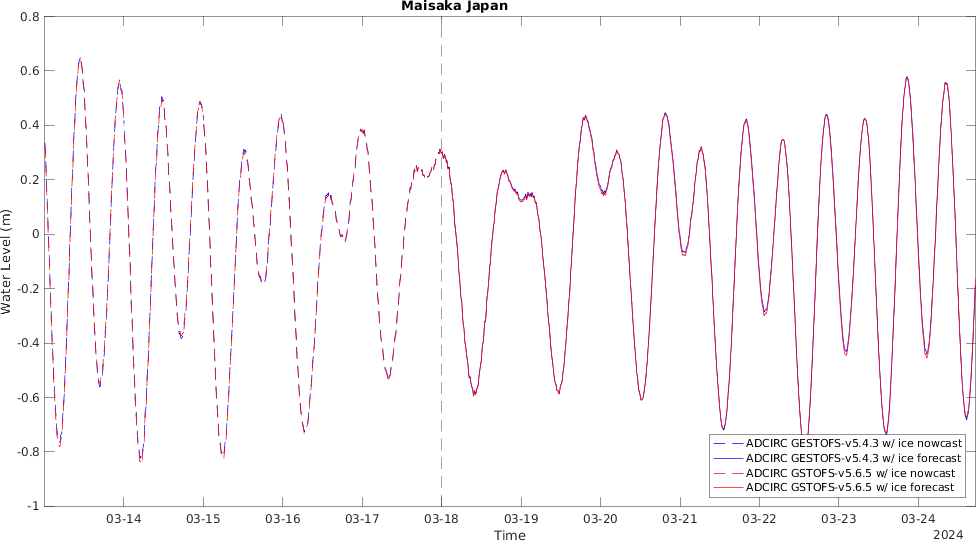 Maisaka Japan
Water Level (m)
0.8
0.6
0.4
0.2
0
-0.2
-0.4
-0.6
-0.8
-1
ADCIRC GESTOFS-v5.4.3 w/ ice nowcast
ADCIRC GESTOFS-v5.4.3 w/ ice forecast
ADCIRC GSTOFS-v5.6.5 w/ ice nowcast
ADCIRC GSTOFS-v5.6.5 w/ ice forecast
03-14 03-15 03-16 03-17 03-18 03-19 03-20 03-21 03-22 03-23 03-24
Time
2024